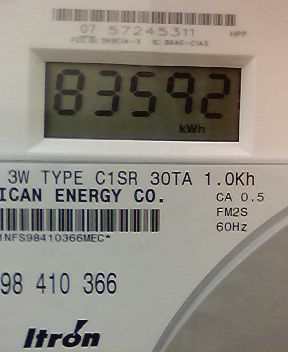 07 57245311 HPP
83592
kWh
3W TYPE C1SR 30TA 1.0Kh
ICAN ENERGY CO. CA 0.5
FM2S
60Hz
1NFS98410366MEC*
98 410 366
Itrón